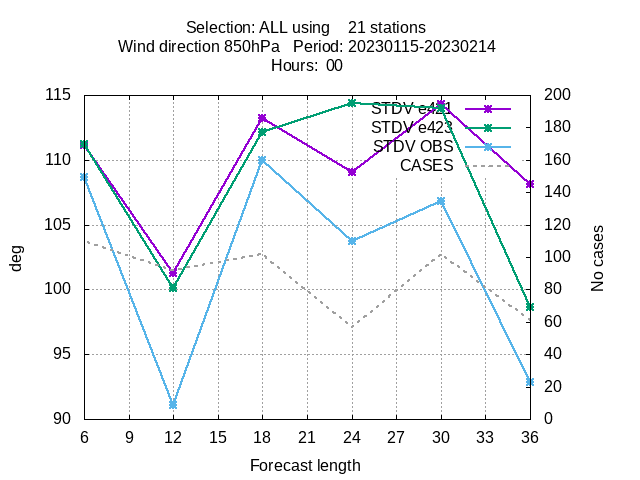 Selection: ALL using    21 stations
Wind direction 850hPa   Period: 20230115-20230214
Hours:  00
115
110
105
100
95
90
200
180
160
140
120
100
80
60
40
20
0
STDV e421
STDV e423
STDV OBS
CASES
deg
No cases
6 9 12 15 18 21 24 27 30 33 36
Forecast length